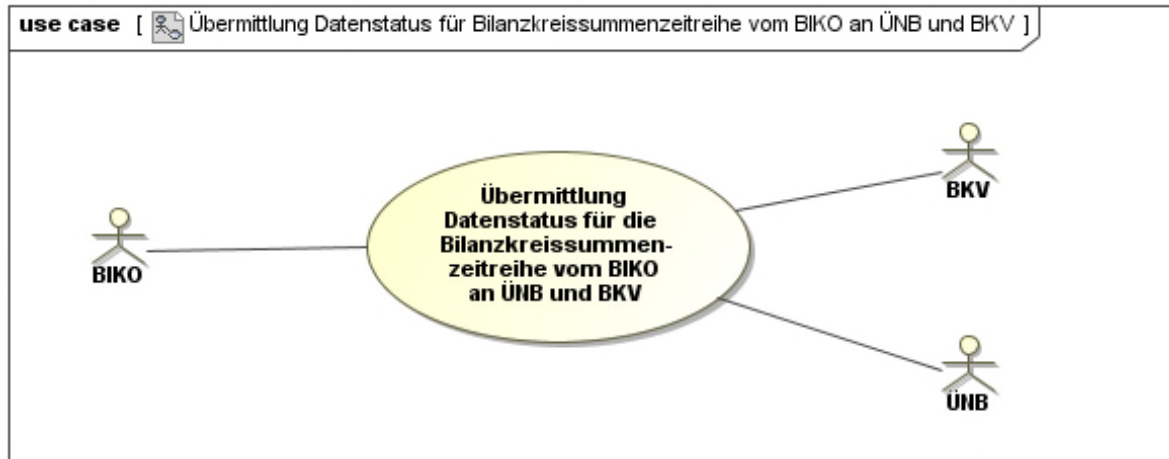 use case [ Übermittlung Datenstatus für Bilanzkreissummenzeitreihe vom BIKO an ÜNB und BKV ]
Übermittlung
Datenstatus für die
Bilanzkreissummen-
zeitreihe vom BIKO
an ÜNB und BKV
BIKO
BKV
ÜNB